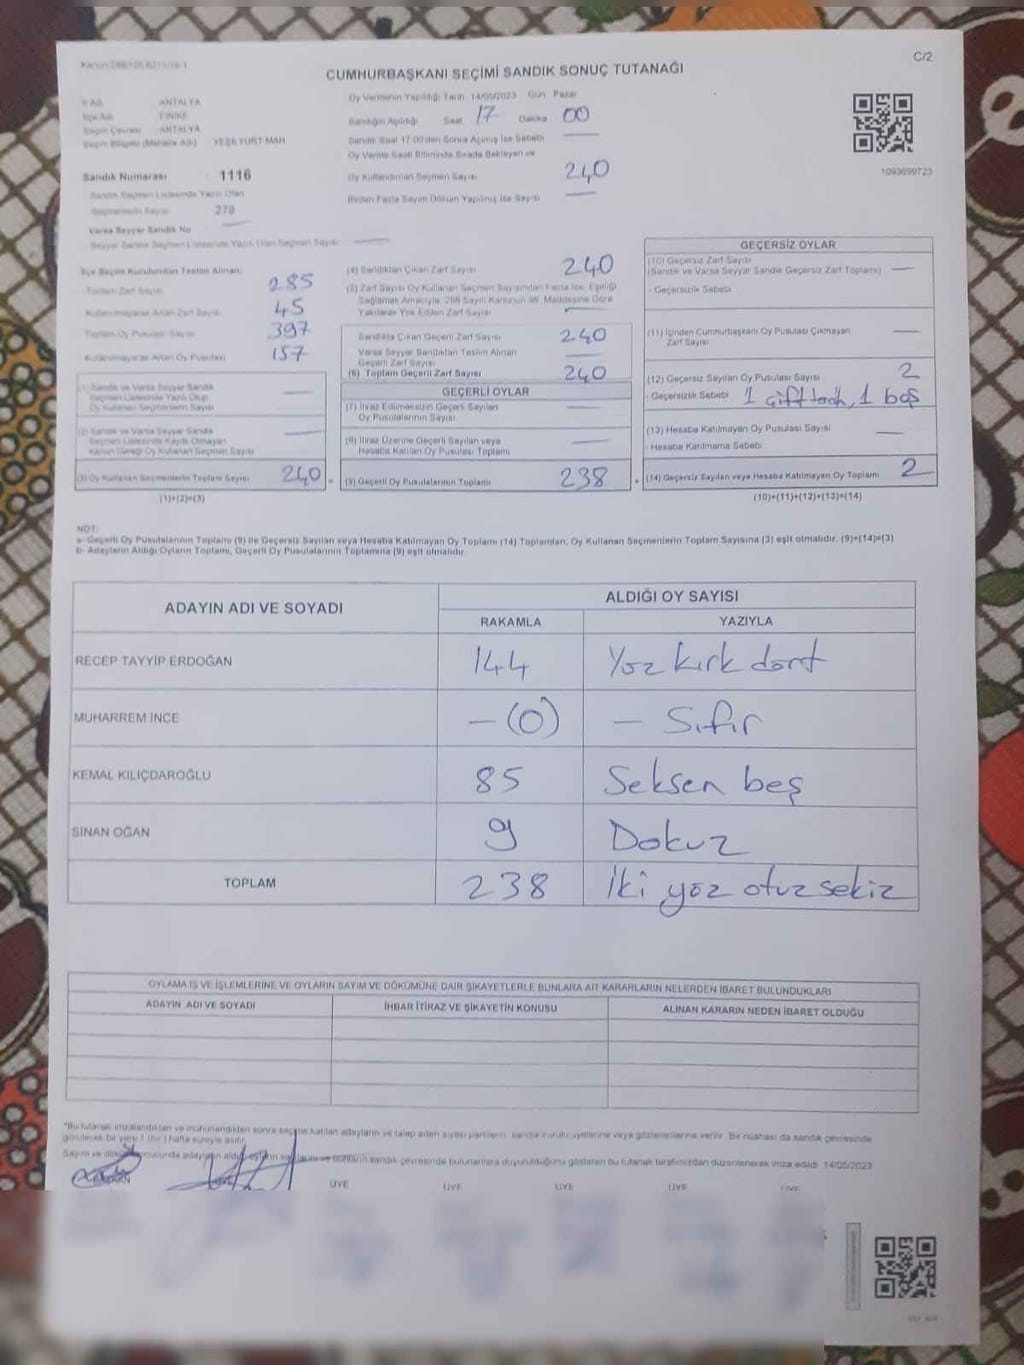 C/2
CUMHURBAŞKANI SEÇİMİ SANDIK SONUÇ TUTANAĞI
İl Adı ANTALYA
İlçe Adı FİNİKE
Seçim Çevresi ANTALYA
Seçim Bölgesi (Mahalle Adı) YEŞİLYURT MAH
Sandık Numarası 1116
Sandık Seçmen Listesinde Yazılı Olan
Seçmenlerin Sayısı 278
Varsa Seyyar Sandık No
Seyyar Sandık Seçmen Listesinde Yazılı Olan Seçmen Sayısı
Oy Vermenin Yapıldığı Tarih 14/05/2023 Gün Pazar
Sandığın Açıldığı Saat 17 Dakika 00
Sandık Saat 17.00'den Sonra Açılmış İse Sebebi
Oy Verme Saati Bitiminde Sırada Bekleyen ve
Oy Kullandırılan Seçmen Sayısı 240
Birden Fazla Sayım Döküm Yapılmış İse Sayısı
1093699723
İlçe Seçim Kurulundan Teslim Alınan:
Toplam Zarf Sayısı 285
Kullanılmayarak Artan Zarf Sayısı 45
Toplam Oy Pusulası Sayısı 397
Kullanılmayarak Artan Oy Pusulası 157
(1) Sandık ve Varsa Seyyar Sandık
Seçmen Listesinde Yazılı Olup
Oy Kullanan Seçmenlerin Sayısı
(2) Sandık ve Varsa Seyyar Sandık
Seçmen Listesinde Kaydı Olmayan
Kanun Gereği Oy Kullanan Seçmen Sayısı
(3) Oy Kullanan Seçmenlerin Toplam Sayısı 240
(1)+(2)=(3)
(4) Sandıktan Çıkan Zarf Sayısı 240
(5) Zarf Sayısı Oy Kullanan Seçmen Sayısından Fazla İse, Eşitliği
Sağlamak Amacıyla, 298 Sayılı Kanunun 98. Maddesine Göre
Yakılarak Yok Edilen Zarf Sayısı
Sandıkta Çıkan Geçerli Zarf Sayısı 240
Varsa Seyyar Sandıktan Teslim Alınan
Geçerli Zarf Sayısı
(6) Toplam Geçerli Zarf Sayısı 240
GEÇERLİ OYLAR
(7) İtiraz Edilmeksizin Geçerli Sayılan
Oy Pusulalarının Sayısı
(8) İtiraz Üzerine Geçerli Sayılan veya
Hesaba Katılan Oy Pusulası Toplamı
(9) Geçerli Oy Pusulalarının Toplamı 238
GEÇERSİZ OYLAR
(10) Geçersiz Zarf Sayısı
(Sandık ve Varsa Seyyar Sandık Geçersiz Zarf Toplamı)
- Geçersizlik Sebebi
(11) İçinden Cumhurbaşkanı Oy Pusulası Çıkmayan
Zarf Sayısı
(12) Geçersiz Sayılan Oy Pusulası Sayısı 2
- Geçersizlik Sebebi 1 çift terch, 1 boş
(13) Hesaba Katılmayan Oy Pusulası Sayısı
- Hesaba Katılmama Sebebi
(14) Geçersiz Sayılan veya Hesaba Katılmayan Oy Toplamı 2
(10)+(11)+(12)+(13)=(14)
NOT:
a- Geçerli Oy Pusulalarının Toplamı (9) ile Geçersiz Sayılan veya Hesaba Katılmayan Oy Toplamı (14) Toplamları, Oy Kullanan Seçmenlerin Toplam Sayısına (3) eşit olmalıdır. (9)+(14)=(3)
b- Adayların Aldığı Oyların Toplamı, Geçerli Oy Pusulalarının Toplamına (9) eşit olmalıdır.
ADAYIN ADI VE SOYADI ALDIĞI OY SAYISI
RAKAMLA YAZIYLA
RECEP TAYYİP ERDOĞAN 144 Yöz kırk dört
MUHARREM İNCE - (0) - Sıfır
KEMAL KILIÇDAROĞLU 85 Seksen beş
SİNAN OĞAN 9 Dokuz
TOPLAM 238 İki yöz otuz sekiz
OYLAMA İŞ VE İŞLEMLERİNE VE OYLARIN SAYIM VE DÖKÜMÜNE DAİR ŞİKAYETLERLE BUNLARA AİT KARARLARIN NELERDEN İBARET BULUNDUKLARI
ADAYIN ADI VE SOYADI İHBAR İTİRAZ VE ŞİKAYETİN KONUSU ALINAN KARARIN NEDEN İBARET OLDUĞU
"Bu tutanak imzalandıktan ve mühürlendikten sonra seçime katılan adayların ve talep eden siyasi partilerin, sandık kurulu üyelerine veya gözlemcilerine verilir. Bir nüshası da sandık çevresinde
görülecek bir yere 1 (bir) hafta süreyle asılır.
Sayım ve döküm sonucunda adayların aldığı oyların sayısını ve bunların sandık çevresinde bulunanlara duyurulduğunu gösteren bu tutanak tarafımızdan düzenlenerek imza edildi. 14/05/2023
ÜYE ÜYE ÜYE ÜYE ÜYE